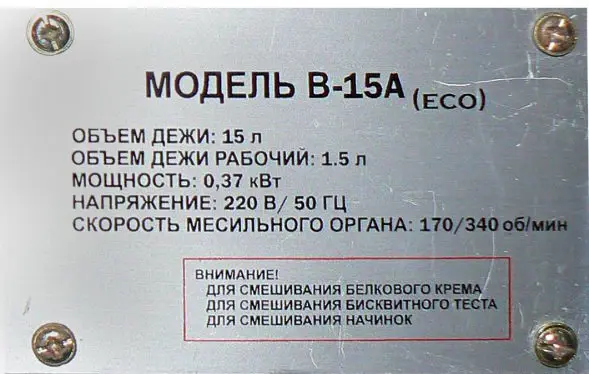 МОДЕЛЬ В-15А (ECO)
ОБЪЕМ ДЕЖИ: 15 л
ОБЪЕМ ДЕЖИ РАБОЧИЙ: 1.5 л
МОЩНОСТЬ: 0,37 кВт
НАПРЯЖЕНИЕ: 220 В/ 50 ГЦ
СКОРОСТЬ МЕСИЛЬНОГО ОРГАНА: 170/340 об/мин
ВНИМАНИЕ!
ДЛЯ СМЕШИВАНИЯ БЕЛКОВОГО КРЕМА
ДЛЯ СМЕШИВАНИЯ БИСКВИТНОГО ТЕСТА
ДЛЯ СМЕШИВАНИЯ НАЧИНОК